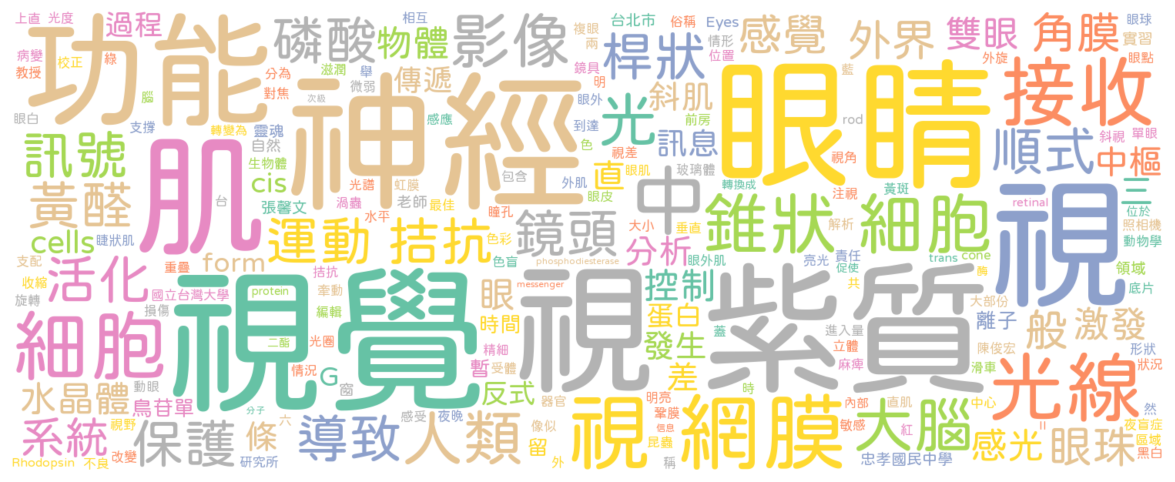 上直 光度 過程 功能 磷酸 物體 影像 相互 複眼 兩 台北市 俗稱 Eyes 感覺 外界 雙眼 角膜 眼球 實習
病變 校正 綠 教授 分為 對焦 滋潤 舉 微弱 傳遞 鏡具 明 桿狀 情形 位置 斜肌 藍 外旋 眼點 接收
眼白 腦 支撐 轉變為 靈魂 自然 次級 神經 感應 眼外 到達 色 光 前房 訊息 眼睛 rod 順式 斜視 單眼 中樞
訊號 肌 生物體 cis 光譜 虹膜 包含 視差 眼肌 直 玻璃體 視角 轉換成 注視 黃斑 retinal 三
黃醛 台 張馨文 渦蟲 老師 最佳 外肌 眼皮 中 錐狀 細胞 視 位於 照相機
cells 睫狀肌 運動 水平 拮抗 瞳孔 色彩 鏡頭 大小 垂直 分析 解析 trans cone 動物學
支配 收縮 活化 重疊 form 拮抗 色盲 phosphodiesterase 眼外肌 亮光 責任 促使 共 酶 領域 底片
旋轉 國立台灣大學 損傷 protein 牽動 編輯 messenger 眼 控制 紫質 大部份 離子 般 激發
細胞 視覺 二酯 光圈 時間 視 蛋白 蓋 進入量 陳俊宏 形狀
情況 G 精細 暫 受體 發生 立體 麻痺 滑車 光線 狀況
水晶體 動眼 鳥苷單 窗 反式 器官 差 明亮 時 直肌 中心 然
系統 視野 保護 分子 條 六 導致 感受 夜晚 人類 像似 留 昆蟲 視 鞏膜 信息 網膜 內部 敏感 大腦 紅 感光 II 夜盲症 眼珠 區域 黑白
Rhodopsin 不良 改變 研究所 外 稱 忠孝國民中學